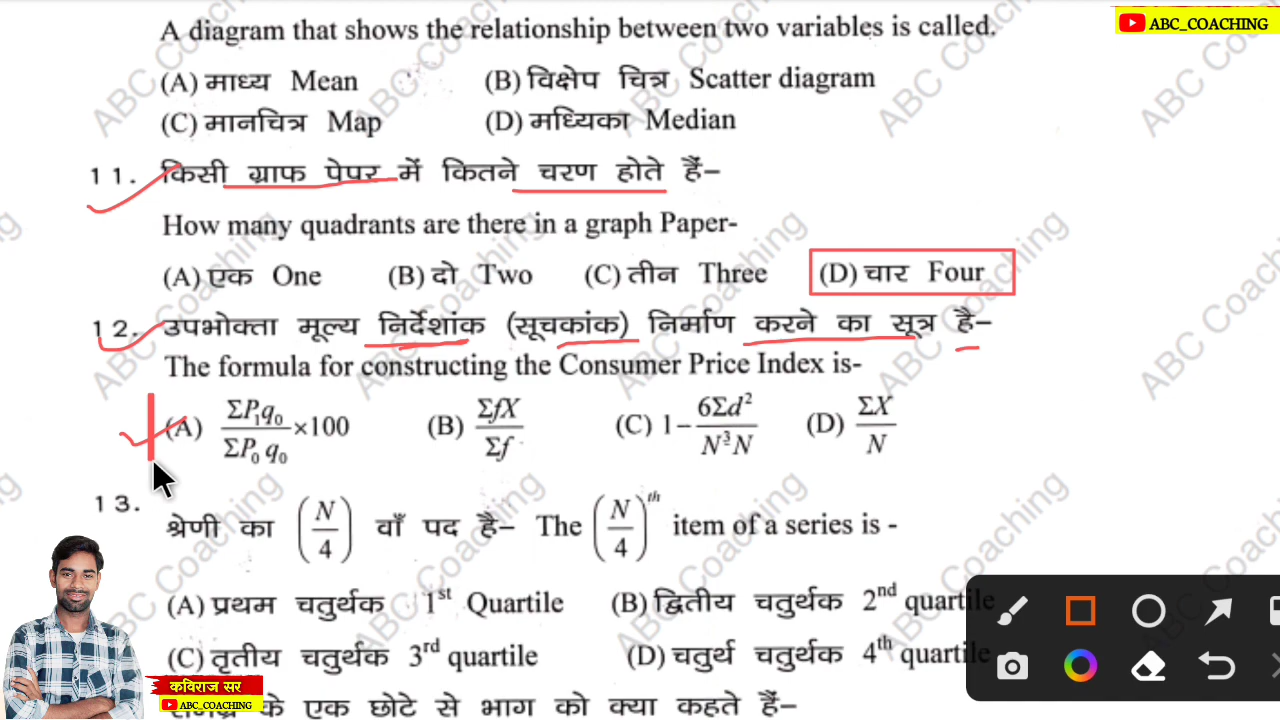 ABC_COACHING
A diagram that shows the relationship between two variables is called.
(A) माध्य Mean (B) विक्षेप चित्र Scatter diagram
(C) मानचित्र Map (D) मध्यिका Median
11. किसी ग्राफ पेपर में कितने चरण होते हैं–
How many quadrants are there in a graph Paper-
(A) एक One (B) दो Two (C) तीन Three (D) चार Four
12. उपभोक्ता मूल्य निर्देशांक (सूचकांक) निर्माण करने का सूत्र है–
The formula for constructing the Consumer Price Index is-
(A) ΣP₁q₀/ΣP₀q₀ ×100 (B) ΣfX/Σf (C) 1−6Σd²/N³N (D) ΣX/N
13. श्रेणी का (N/4) वाँ पद है– The (N/4)th item of a series is -
(A) प्रथम चतुर्थक 1st Quartile (B) द्वितीय चतुर्थक 2nd quartile
(C) तृतीय चतुर्थक 3rd quartile (D) चतुर्थ चतुर्थक 4th quartile
के एक छोटे से भाग को क्या कहते हैं–
कविराज सर
ABC_COACHING
ABC Coaching